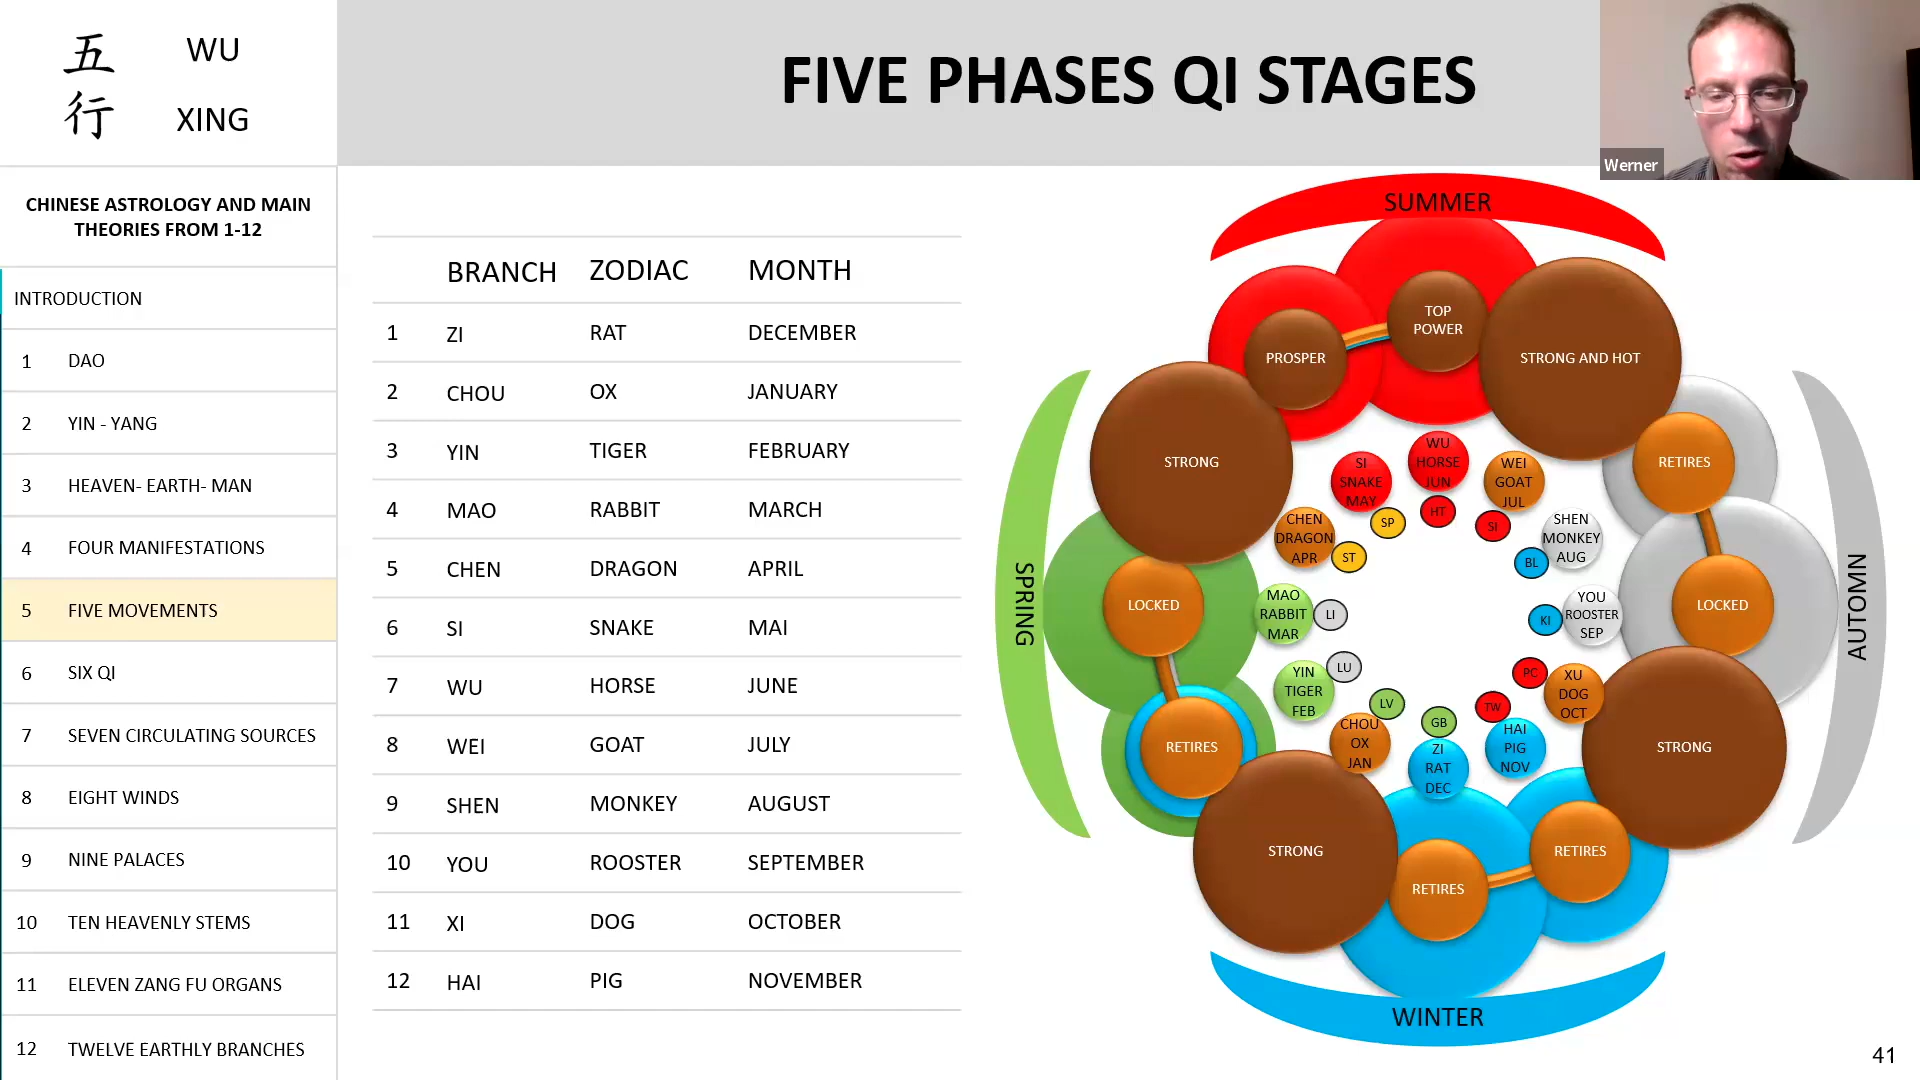 五 WU
行 XING
FIVE PHASES QI STAGES
Werner
CHINESE ASTROLOGY AND MAIN
THEORIES FROM 1-12
INTRODUCTION
1 DAO
2 YIN - YANG
3 HEAVEN- EARTH- MAN
4 FOUR MANIFESTATIONS
5 FIVE MOVEMENTS
6 SIX QI
7 SEVEN CIRCULATING SOURCES
8 EIGHT WINDS
9 NINE PALACES
10 TEN HEAVENLY STEMS
11 ELEVEN ZANG FU ORGANS
12 TWELVE EARTHLY BRANCHES
BRANCH ZODIAC MONTH
1 ZI RAT DECEMBER
2 CHOU OX JANUARY
3 YIN TIGER FEBRUARY
4 MAO RABBIT MARCH
5 CHEN DRAGON APRIL
6 SI SNAKE MAI
7 WU HORSE JUNE
8 WEI GOAT JULY
9 SHEN MONKEY AUGUST
10 YOU ROOSTER SEPTEMBER
11 XI DOG OCTOBER
12 HAI PIG NOVEMBER
SUMMER
TOP
POWER
PROSPER
STRONG AND HOT
STRONG
RETIRES
LOCKED
LOCKED
RETIRES
STRONG
STRONG
RETIRES
RETIRES
SPRING
AUTOMN
WINTER
WU
HORSE
JUN
HT
SI
SNAKE
MAY
SP
WEI
GOAT
JUL
SI
CHEN
DRAGON
APR
ST
SHEN
MONKEY
AUG
BL
MAO
RABBIT
MAR
LI
YOU
ROOSTER
SEP
KI
YIN
TIGER
FEB
LU
XU
DOG
OCT
PC
CHOU
OX
JAN
LV
ZI
RAT
DEC
GB
HAI
PIG
NOV
TW
41